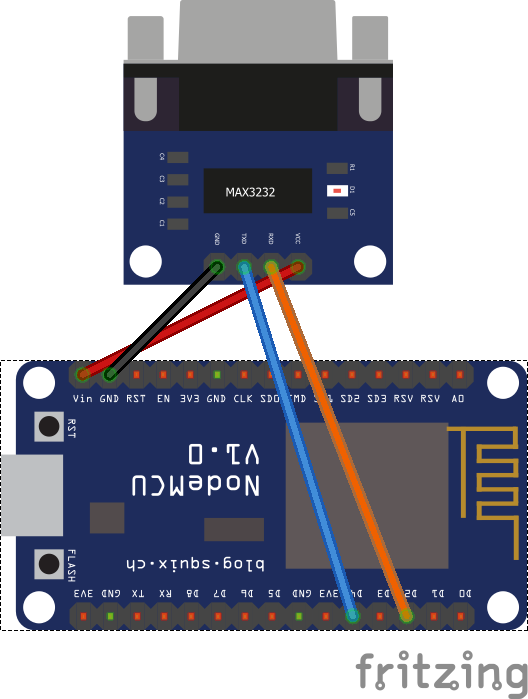 C4
C3
C2
C1
MAX3232
R1
D1
C5
GND
TXD
RXD
VCC
Vin GND RST EN 3V3 GND CLK SD0 CMD SD1 SD2 SD3 RSV RSV A0
RST
V1.0
NodeMCU
FLASH
blog.squix.ch
3V3 GND TX RX D8 D7 D6 D5 GND 3V3 D4 D3 D2 D1 D0
fritzing